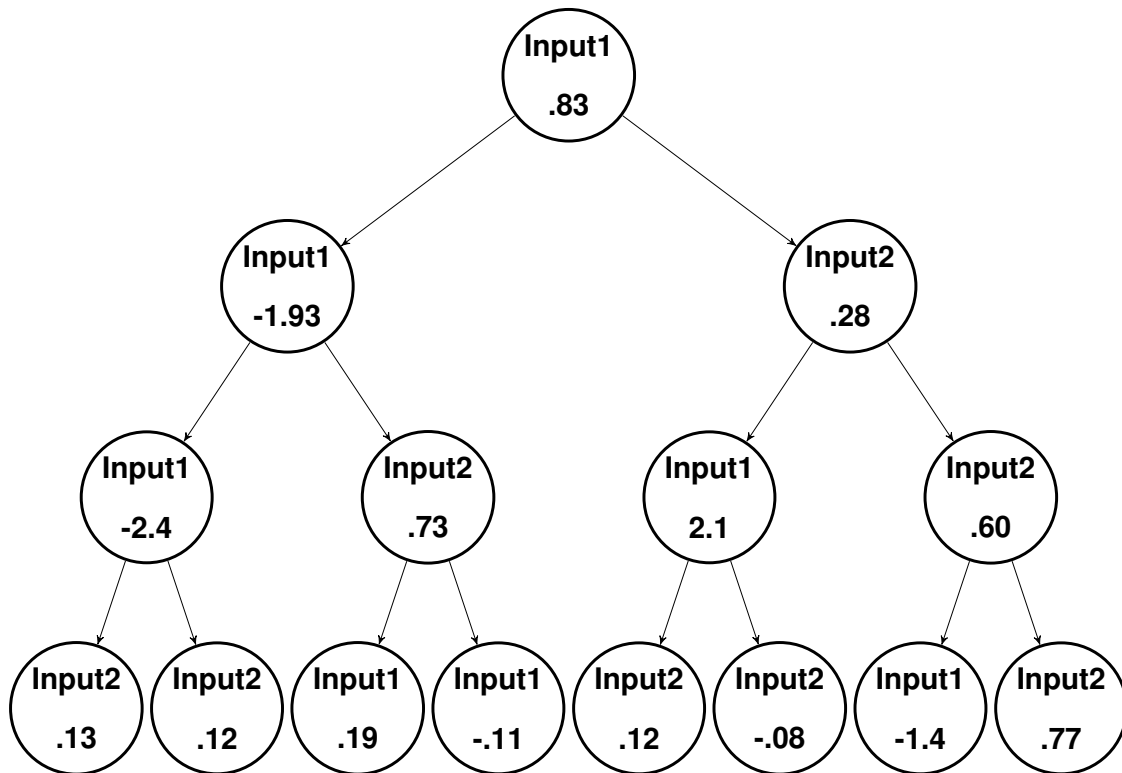 Input1
.83
Input1
-1.93
Input2
.28
Input1
-2.4
Input2
.73
Input1
2.1
Input2
.60
Input2
.13
Input2
.12
Input1
.19
Input1
-.11
Input2
.12
Input2
-.08
Input1
-1.4
Input2
.77